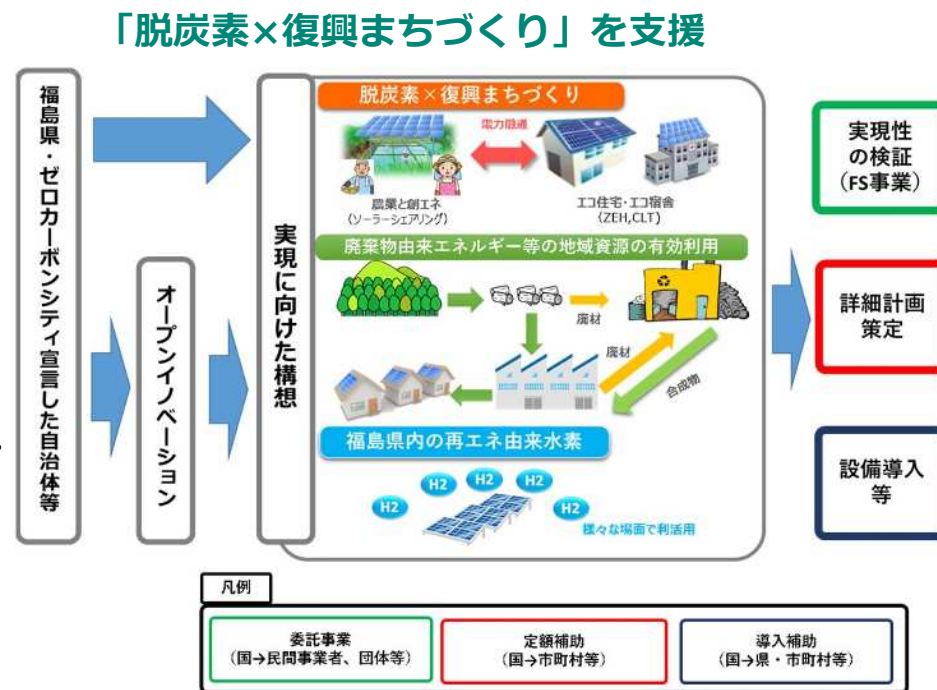 「脱炭素×復興まちづくり」を支援
福島県・ゼロカーボンシティ宣言した自治体等
オープンイノベーション
実現に向けた構想
脱炭素×復興まちづくり
電力融通
農業と創エネ
(ソーラーシェアリング)
エコ住宅・エコ宿舎
(ZEH,CLT)
廃棄物由来エネルギー等の地域資源の有効利用
廃材
廃材
合成物
福島県内の再エネ由来水素
H2
H2
H2
H2
H2
様々な場面で利活用
実現性
の検証
(FS事業)
詳細計画
策定
設備導入
等
凡例
委託事業
(国→民間事業者、団体等)
定額補助
(国→市町村等)
導入補助
(国→県・市町村等)